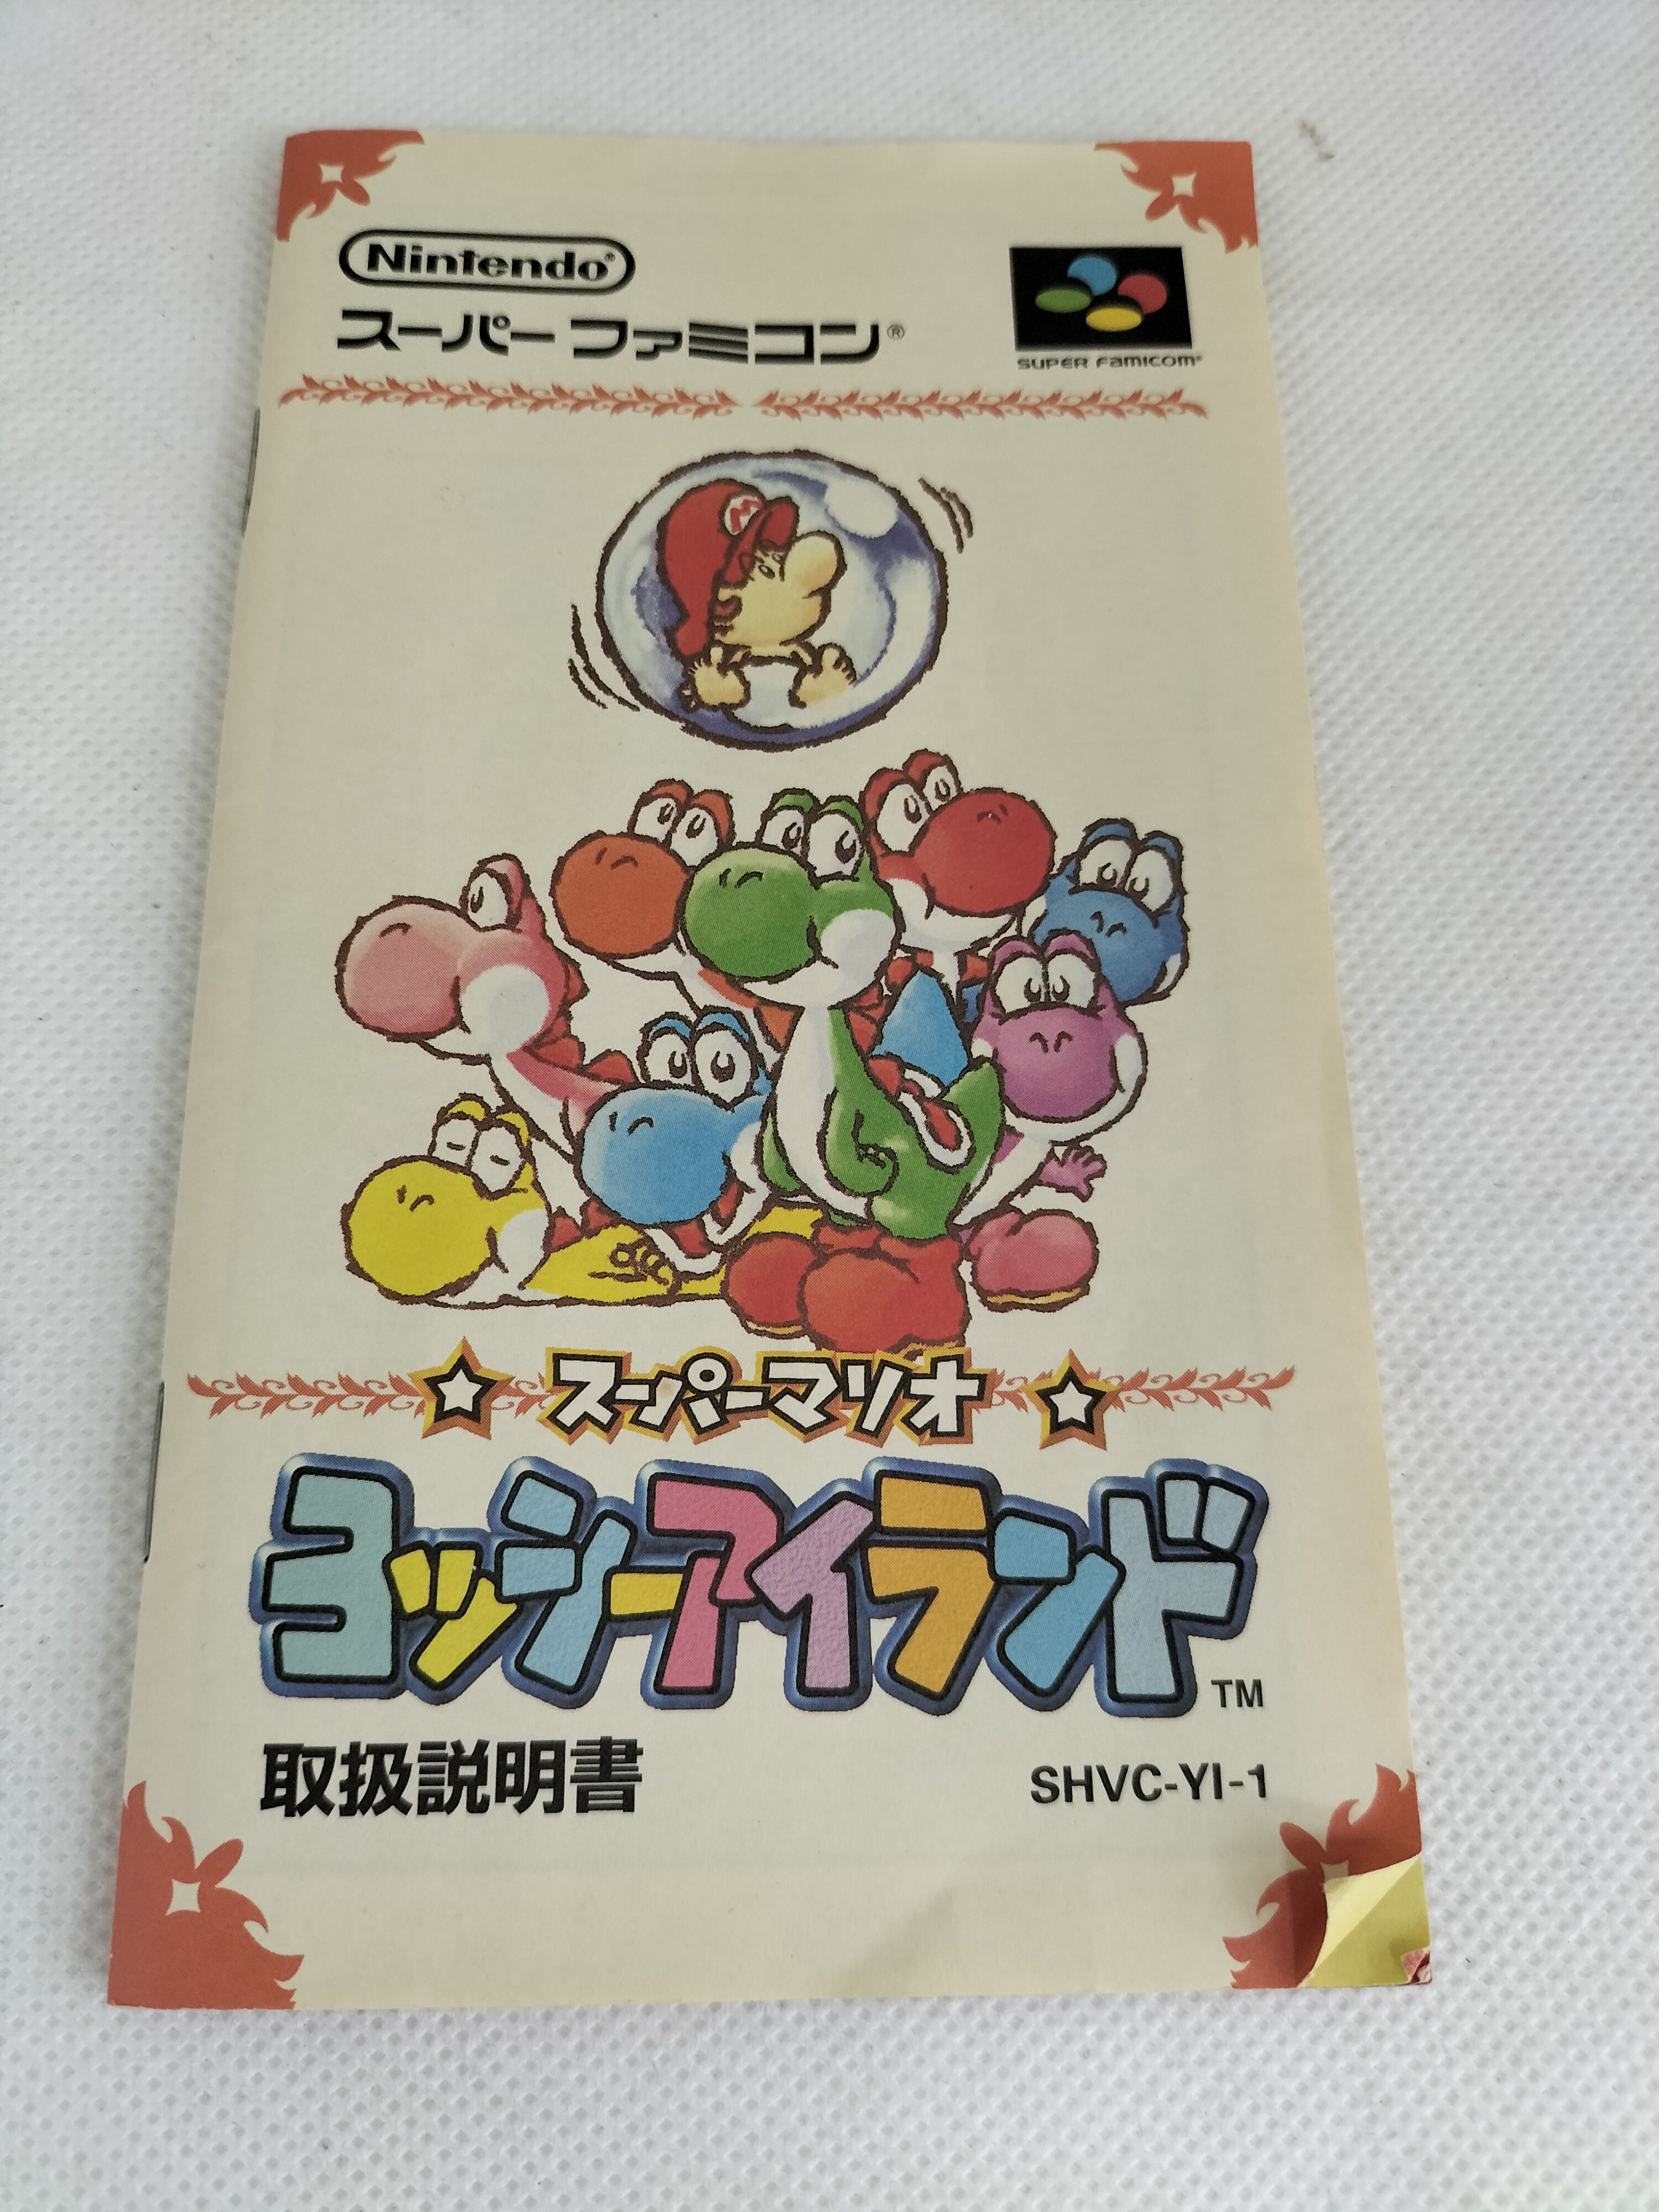 Nintendo®
スーパーファミコン®
SUPER FAMICOM®
M
スーパーマリオ
ヨッシーアイランド™
取扱説明書
SHVC-YI-1